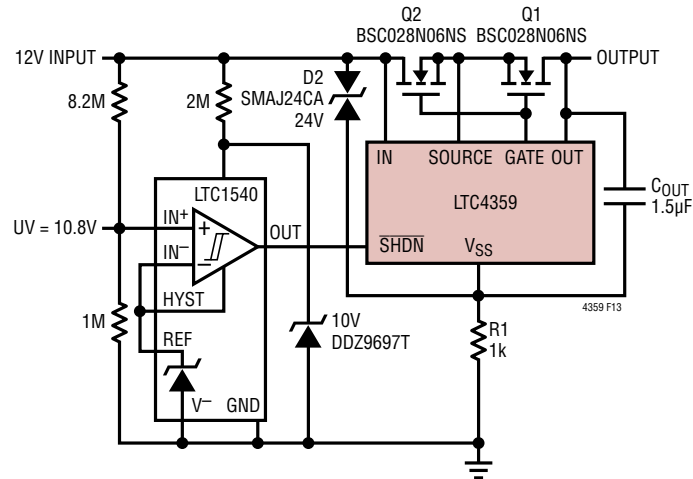 Q2
BSC028N06NS
Q1
BSC028N06NS
12V INPUT
OUTPUT
D2
SMAJ24CA
24V
8.2M
2M
IN
SOURCE
GATE
OUT
LTC4359
SHDN
VSS
COUT
1.5µF
LTC1540
UV = 10.8V
IN+
+
IN–
–
OUT
HYST
REF
1M
10V
DDZ9697T
V–
GND
R1
1k
4359 F13